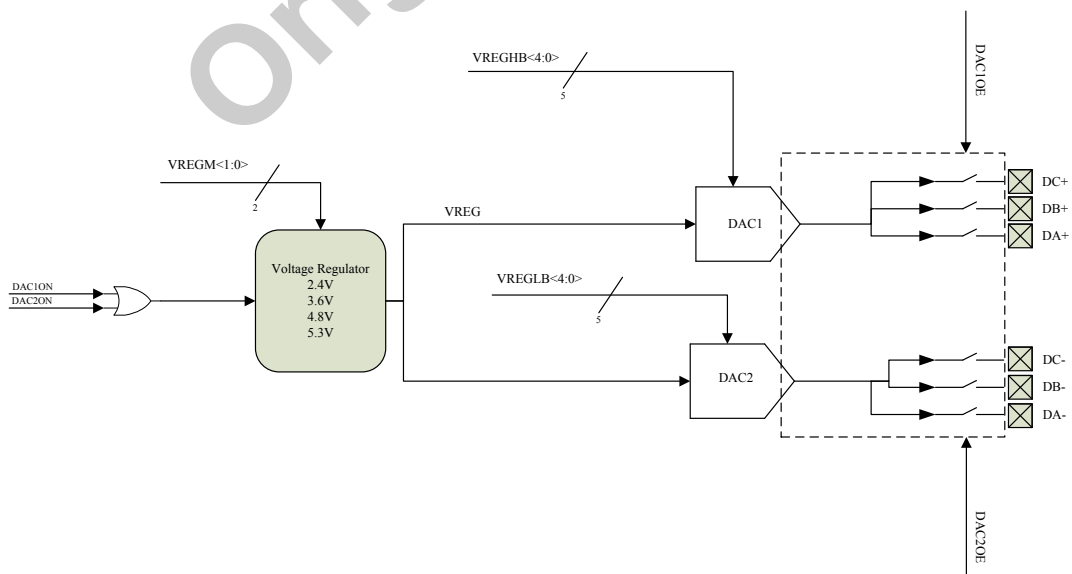 VREGHB<4:0>
5
DAC1OE
VREGM<1:0>
2
VREG
DAC1
DC+
DB+
DA+
Voltage Regulator
2.4V
3.6V
4.8V
5.3V
DAC1ON
DAC2ON
VREGLB<4:0>
5
DAC2
DC-
DB-
DA-
DAC2OE